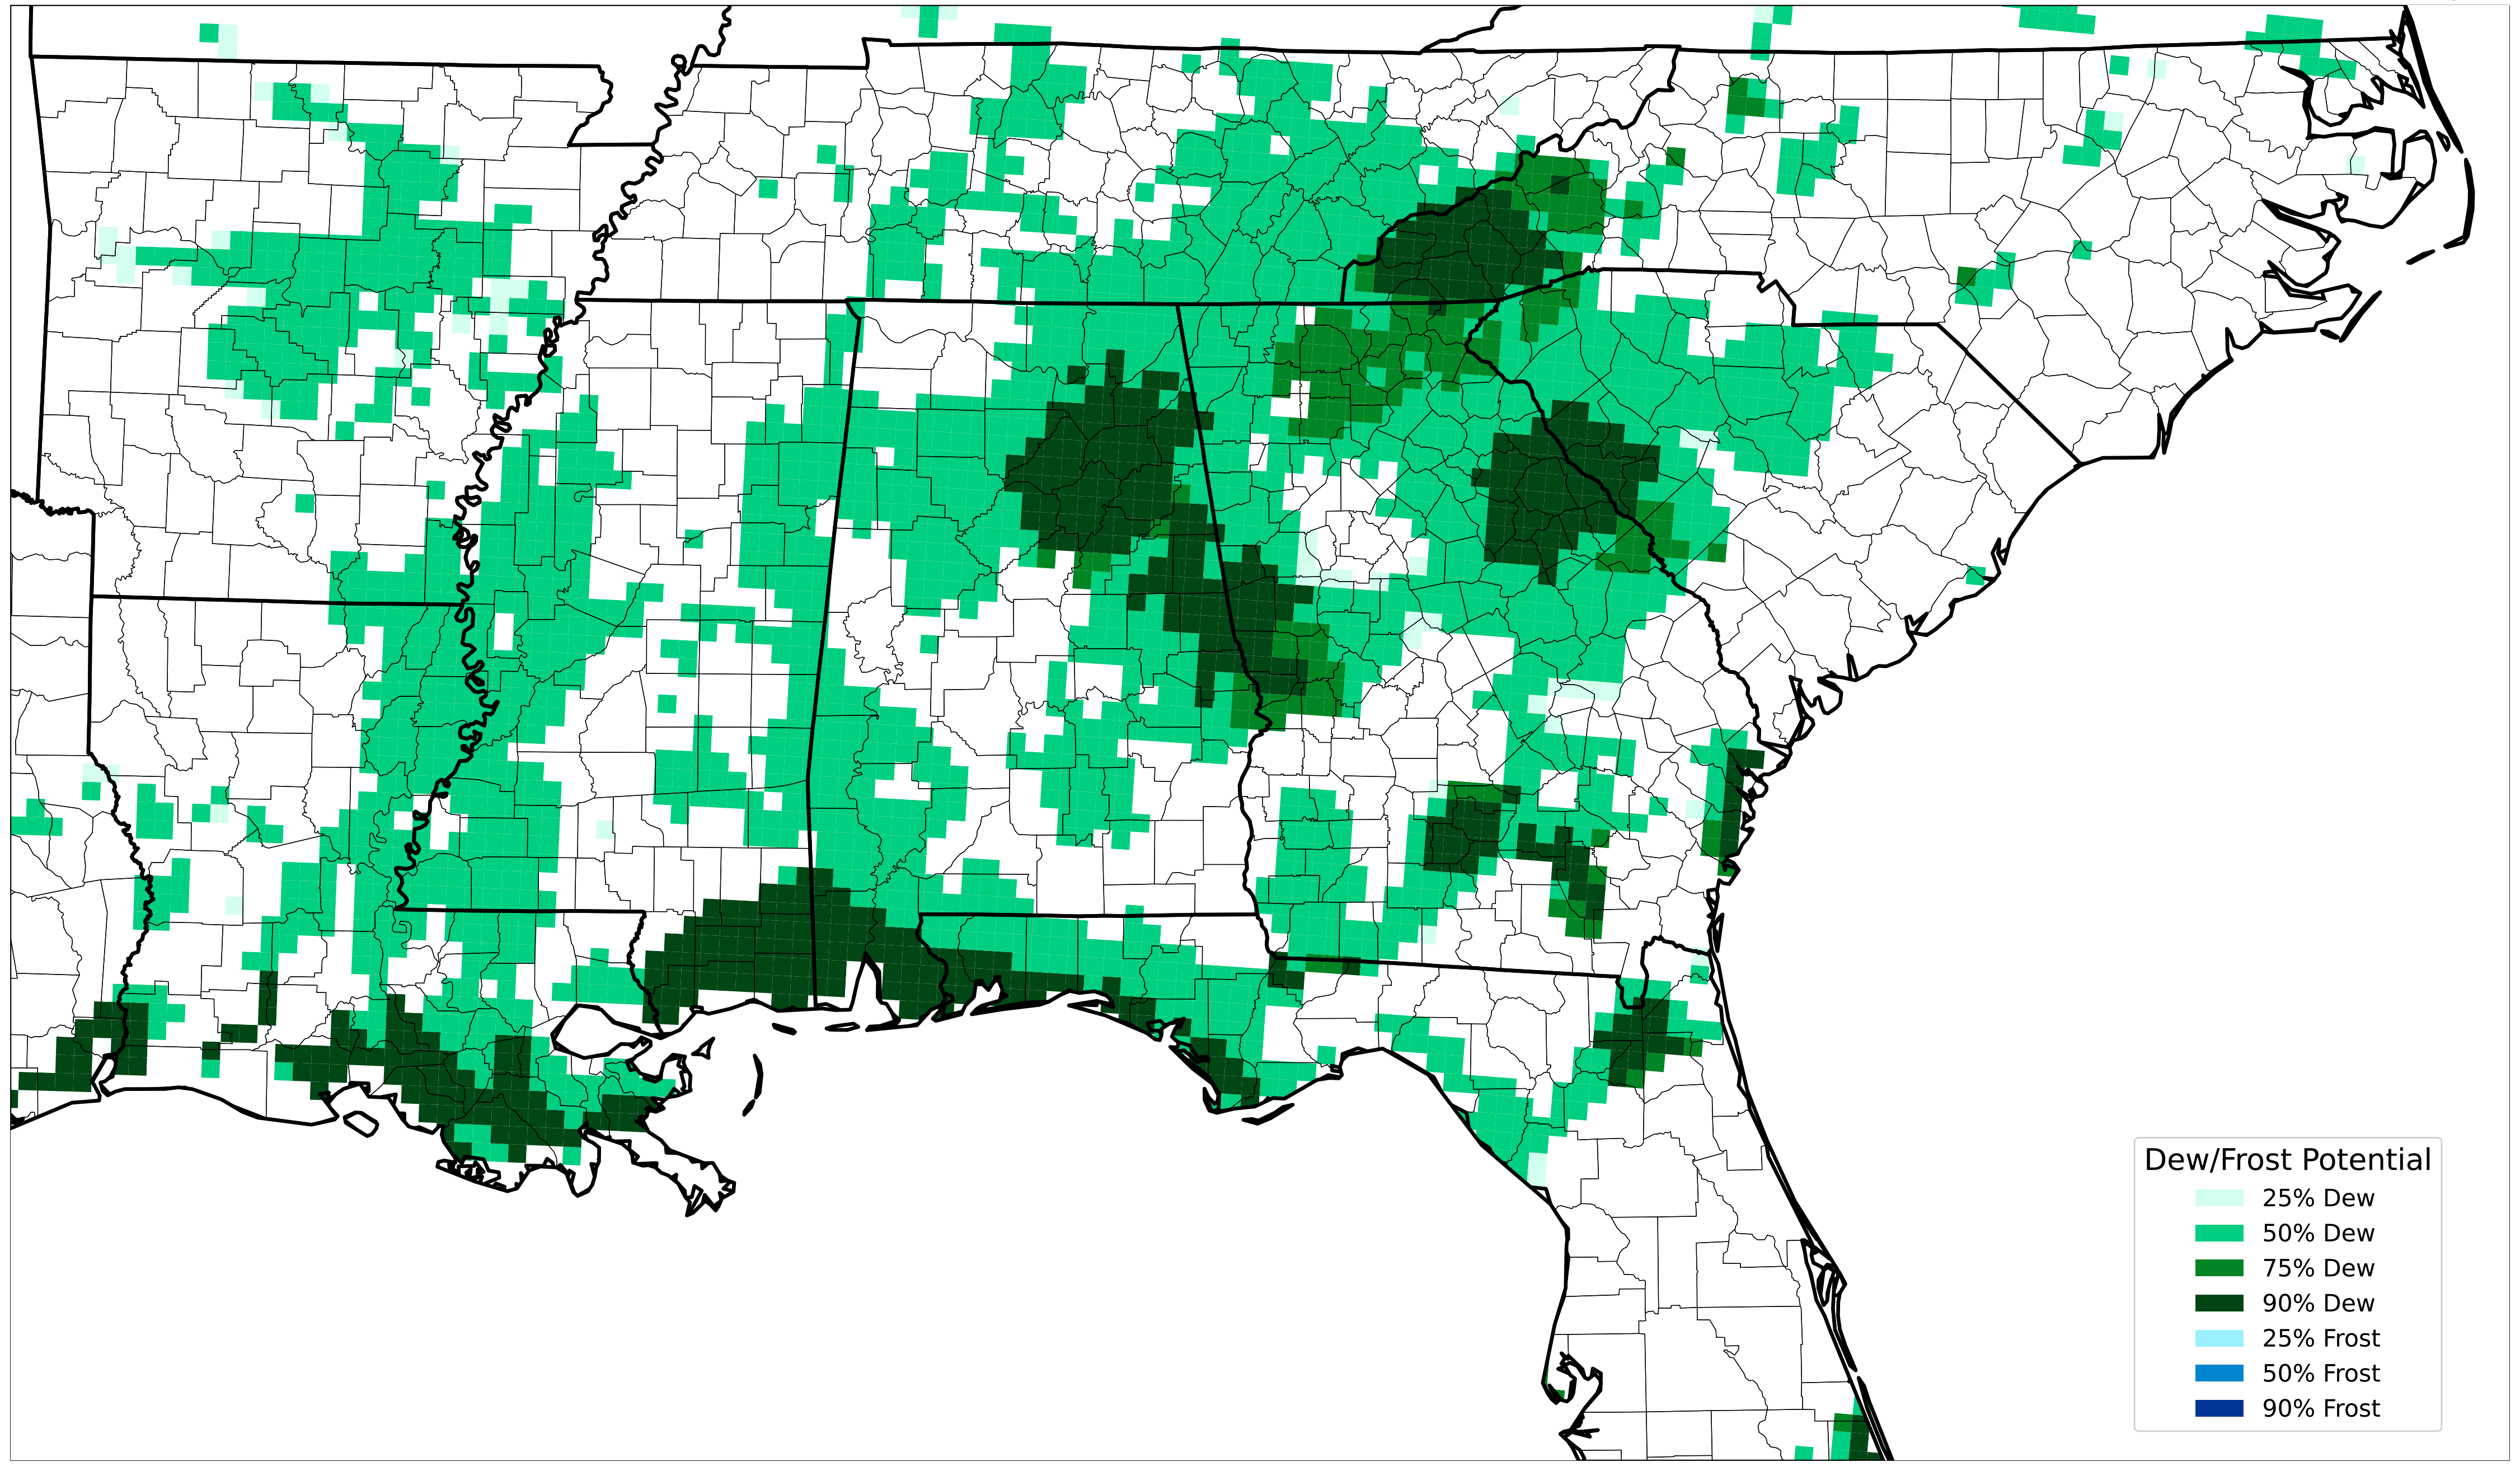 Dew/Frost Potential
25% Dew
50% Dew
75% Dew
90% Dew
25% Frost
50% Frost
90% Frost